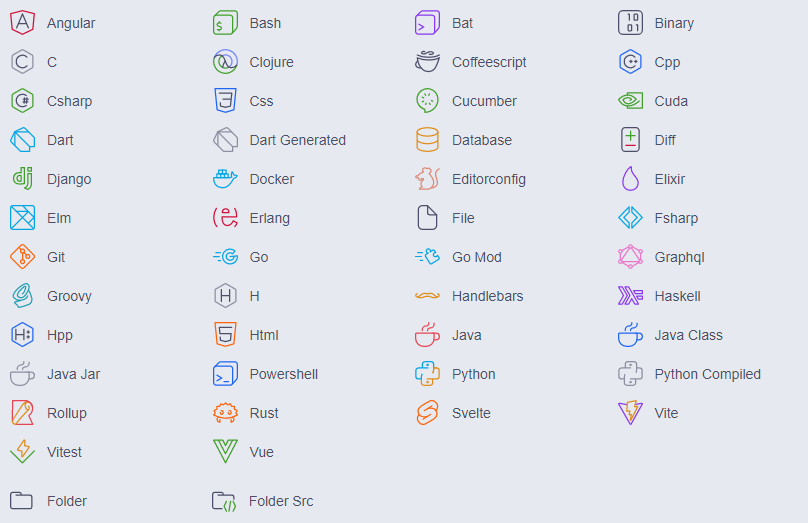 Angular Bash Bat Binary
C Clojure Coffeescript Cpp
Csharp Css Cucumber Cuda
Dart Dart Generated Database Diff
Django Docker Editorconfig Elixir
Elm Erlang File Fsharp
Git Go Go Mod Graphql
Groovy H Handlebars Haskell
Hpp Html Java Java Class
Java Jar Powershell Python Python Compiled
Rollup Rust Svelte Vite
Vitest Vue
Folder Folder Src